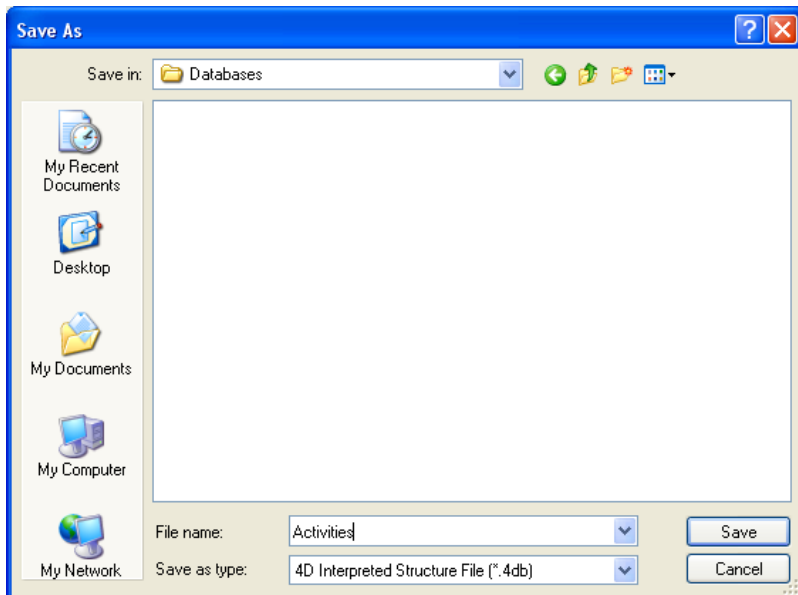 Save As
Save in: Databases
My Recent
Documents
Desktop
My Documents
My Computer
My Network
File name: Activities Save
Save as type: 4D Interpreted Structure File (*.4db) Cancel